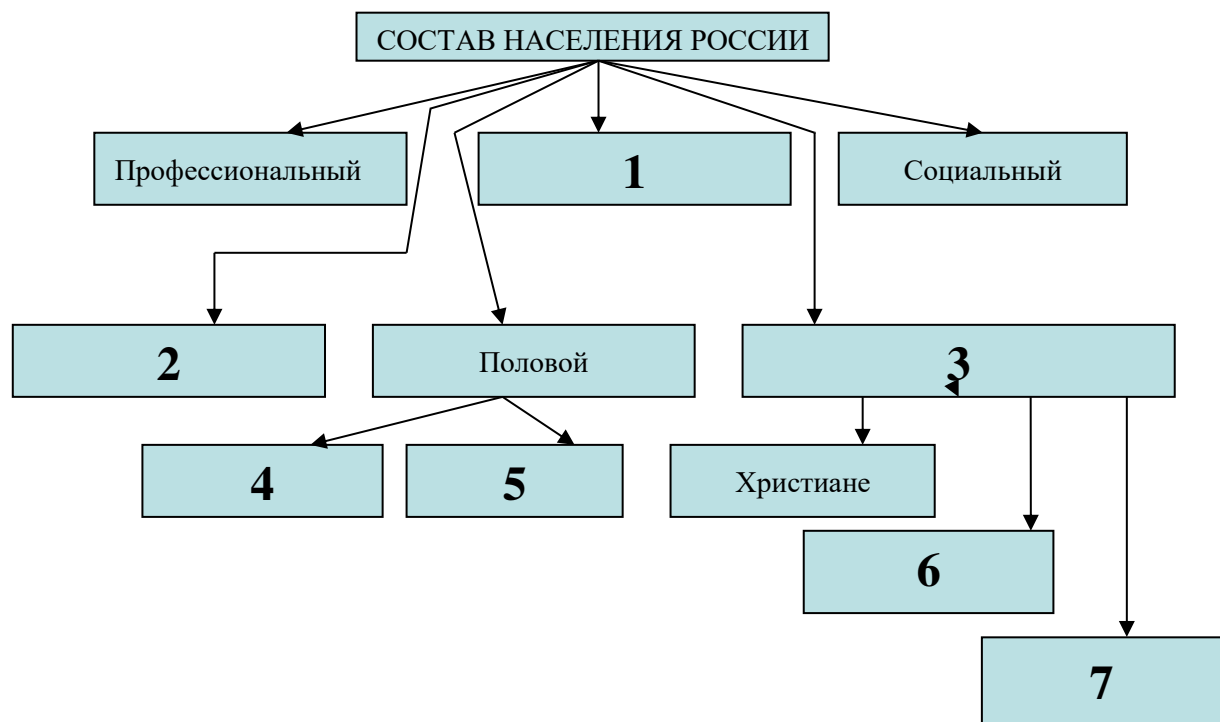 СОСТАВ НАСЕЛЕНИЯ РОССИИ
Профессиональный
1
Социальный
2
Половой
3
4
5
Христиане
6
7